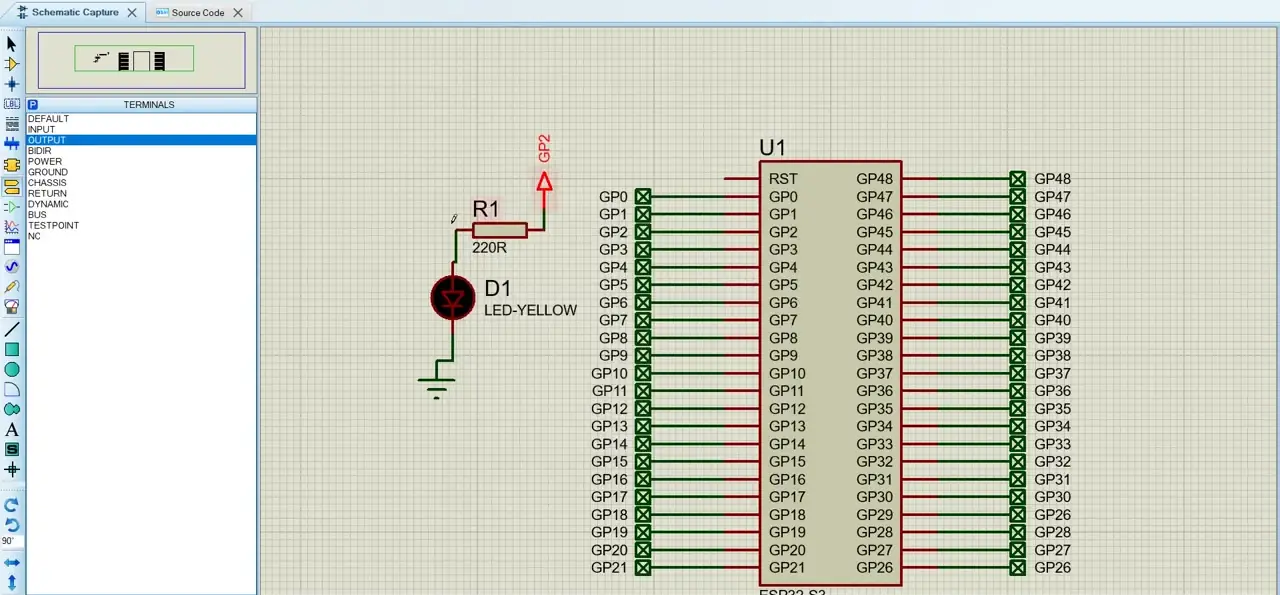 Schematic Capture
Source Code
P TERMINALS
DEFAULT
INPUT
OUTPUT
BIDIR
POWER
GROUND
CHASSIS
RETURN
DYNAMIC
BUS
TESTPOINT
NC
LBL
A
S
90°
GP2
R1
220R
D1
LED-YELLOW
U1
RST GP48 GP48
GP0 GP0 GP47 GP47
GP1 GP1 GP46 GP46
GP2 GP2 GP45 GP45
GP3 GP3 GP44 GP44
GP4 GP4 GP43 GP43
GP5 GP5 GP42 GP42
GP6 GP6 GP41 GP41
GP7 GP7 GP40 GP40
GP8 GP8 GP39 GP39
GP9 GP9 GP38 GP38
GP10 GP10 GP37 GP37
GP11 GP11 GP36 GP36
GP12 GP12 GP35 GP35
GP13 GP13 GP34 GP34
GP14 GP14 GP33 GP33
GP15 GP15 GP32 GP32
GP16 GP16 GP31 GP31
GP17 GP17 GP30 GP30
GP18 GP18 GP29 GP26
GP19 GP19 GP28 GP28
GP20 GP20 GP27 GP27
GP21 GP21 GP26 GP26
ESP32-S3